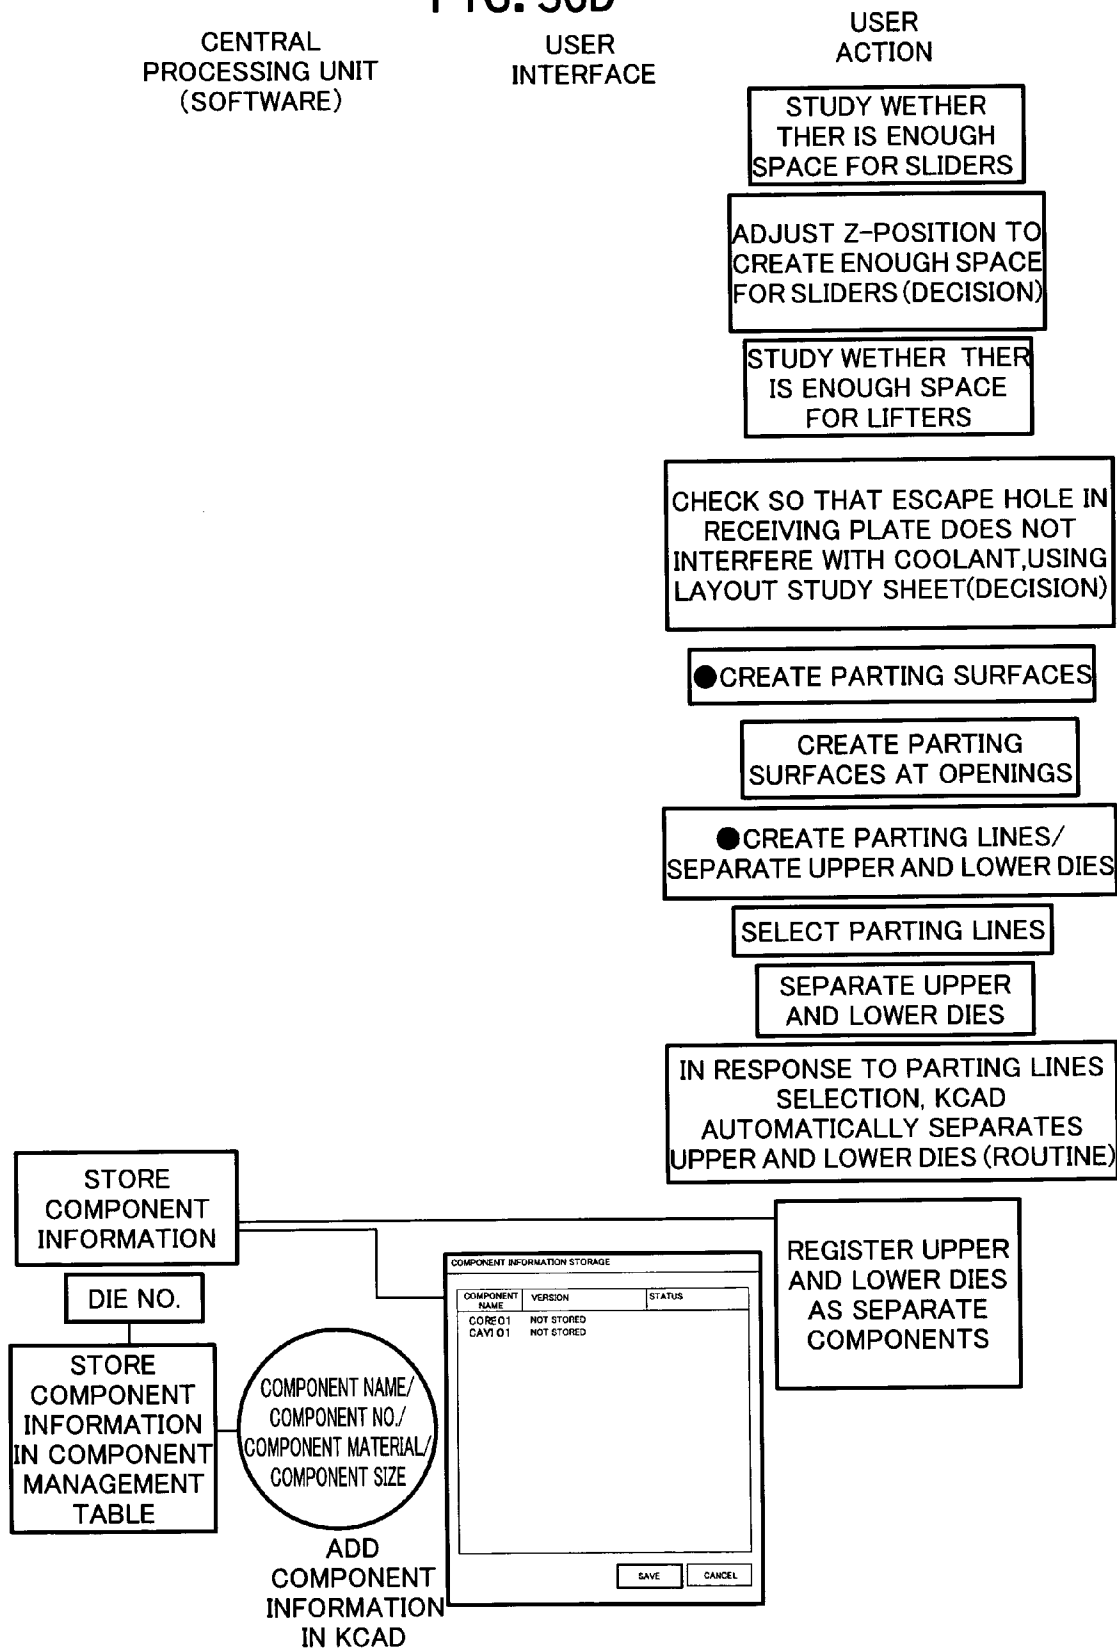 CENTRAL
PROCESSING UNIT
(SOFTWARE)
USER
INTERFACE
USER
ACTION
STUDY WETHER
THER IS ENOUGH
SPACE FOR SLIDERS
ADJUST Z-POSITION TO
CREATE ENOUGH SPACE
FOR SLIDERS(DECISION)
STUDY WETHER THER
IS ENOUGH SPACE
FOR LIFTERS
CHECK SO THAT ESCAPE HOLE IN
RECEIVING PLATE DOES NOT
INTERFERE WITH COOLANT,USING
LAYOUT STUDY SHEET(DECISION)
●CREATE PARTING SURFACES
CREATE PARTING
SURFACES AT OPENINGS
●CREATE PARTING LINES/
SEPARATE UPPER AND LOWER DIES
SELECT PARTING LINES
SEPARATE UPPER
AND LOWER DIES
IN RESPONSE TO PARTING LINES
SELECTION, KCAD
AUTOMATICALLY SEPARATES
UPPER AND LOWER DIES (ROUTINE)
STORE
COMPONENT
INFORMATION
DIE NO.
STORE
COMPONENT
INFORMATION
IN COMPONENT
MANAGEMENT
TABLE
COMPONENT NAME/
COMPONENT NO./
COMPONENT MATERIAL/
COMPONENT SIZE
ADD
COMPONENT
INFORMATION
IN KCAD
COMPONENT INFORMATION STORAGE
COMPONENT
NAME
VERSION
STATUS
CORE01 NOT STORED
CAVI 01 NOT STORED
SAVE
CANCEL
REGISTER UPPER
AND LOWER DIES
AS SEPARATE
COMPONENTS